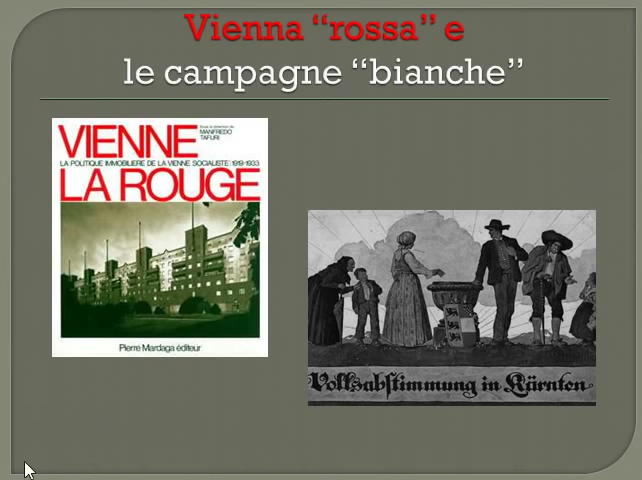 Vienna “rossa” e
le campagne “bianche”
VIENNE
MANFREDO
TAFURI
LA POLITIQUE IMMOBILIERE DE LA VIENNE SOCIALISTE: 1919-1933
LA ROUGE
Pierre Mardaga éditeur
Volksabstimmung in Kärnten